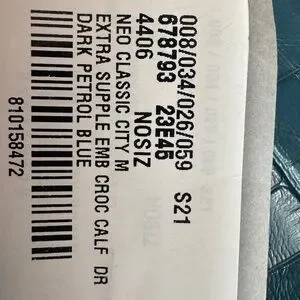 008/034/026/059 S21
678793 23E45
4406 NOSIZ
NEO CLASSIC CITY M
EXTRA SUPPLE EMB CROC CALF DR
DARK PETROL BLUE
810158472